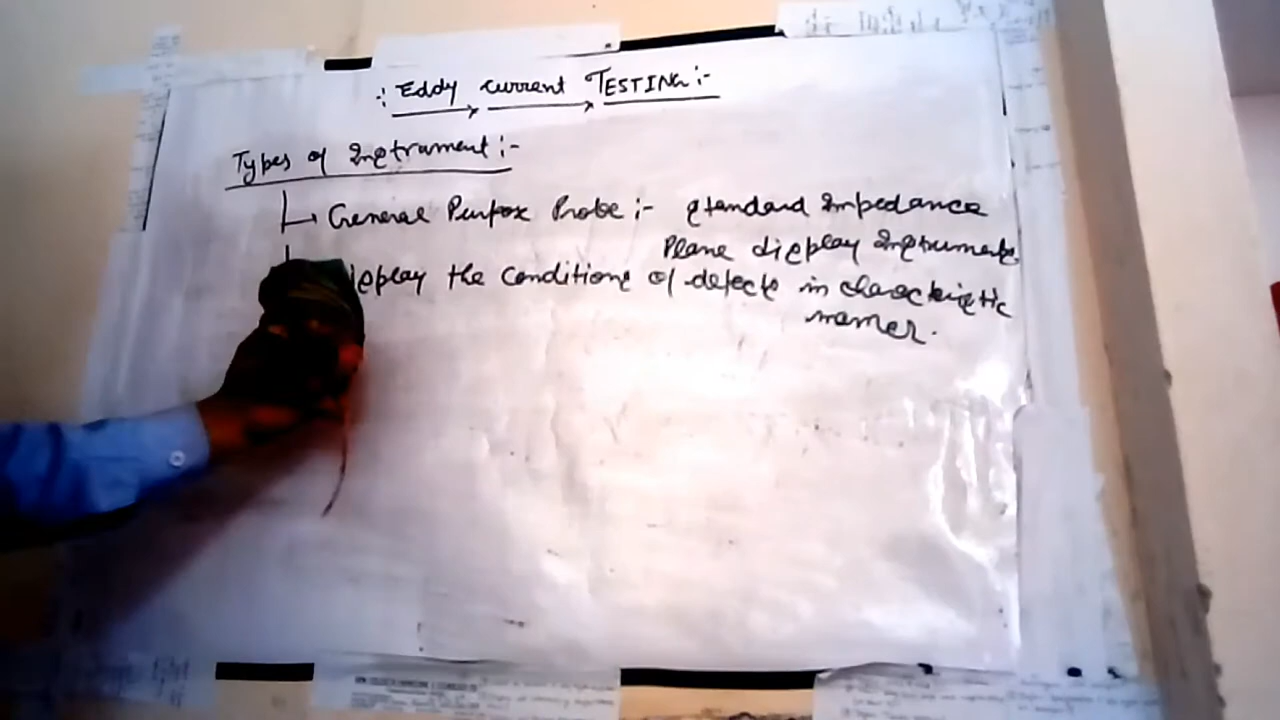 :Eddy current TESTING:-
Types of Instrument:-
General Purpose Probe:- standard Impedance
Plane display Instruments
isplay the conditions of defects in characteristic
manner.